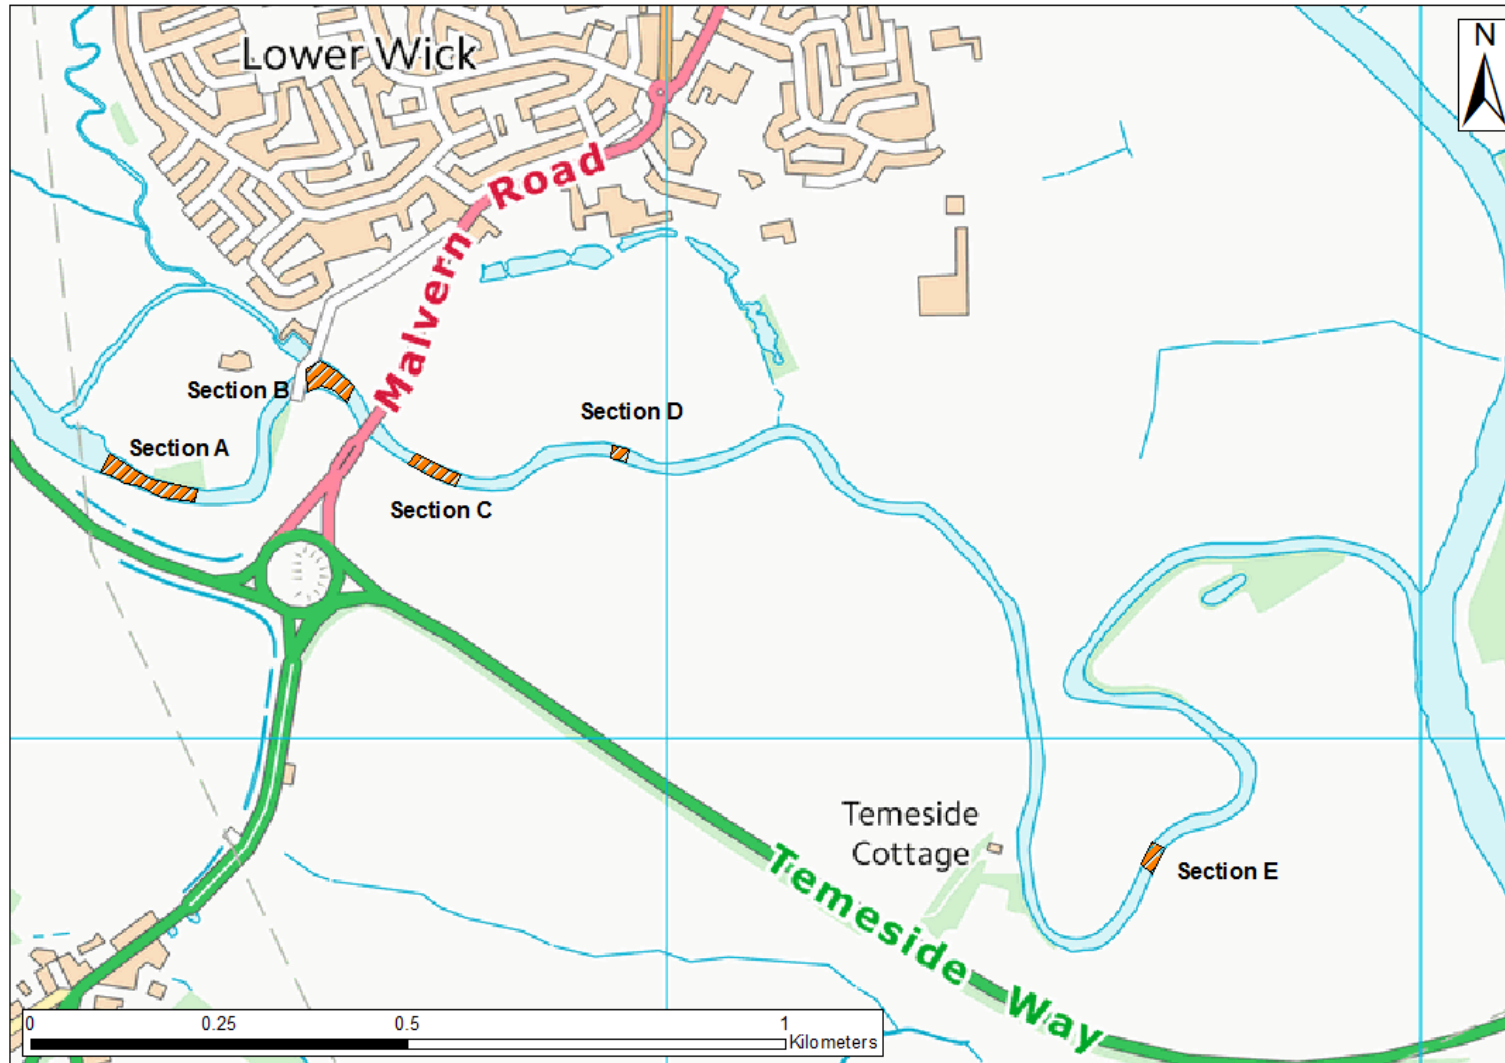 Lower Wick
N
Malvern Road
Section B
Section D
Section A
Section C
Temeside
Cottage
Section E
Temeside Way
0 0.25 0.5 1
Kilometers